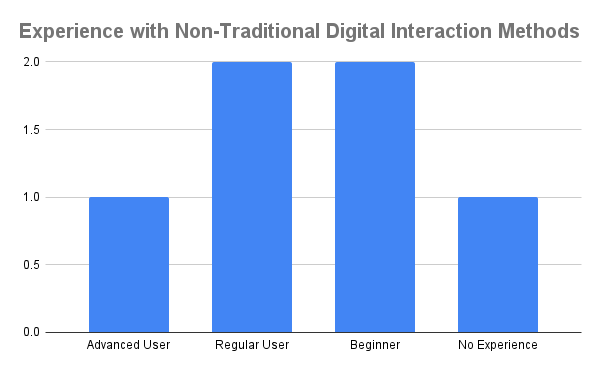 Experience with Non-Traditional Digital Interaction Methods
2.0
1.5
1.0
0.5
0.0
Advanced User
Regular User
Beginner
No Experience